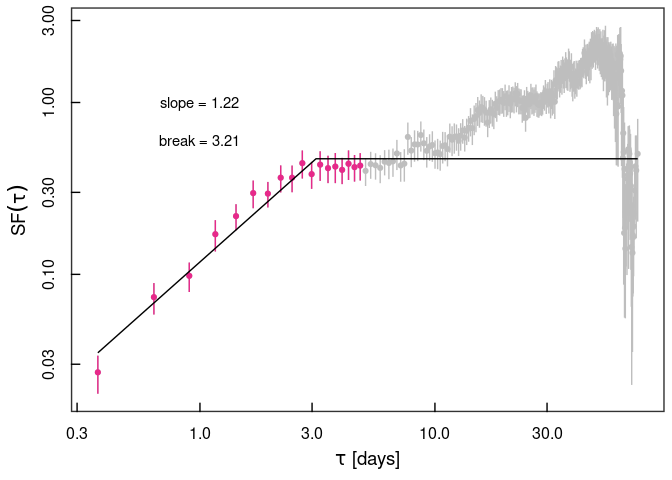 3.00
1.00
0.30
0.10
0.03
SF(τ)
slope = 1.22
break = 3.21
0.3 1.0 3.0 10.0 30.0
τ [days]